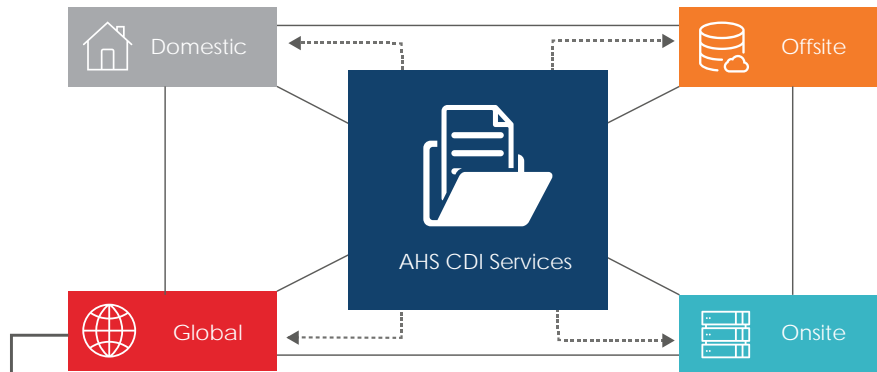 Domestic
Offsite
AHS CDI Services
Global
Onsite